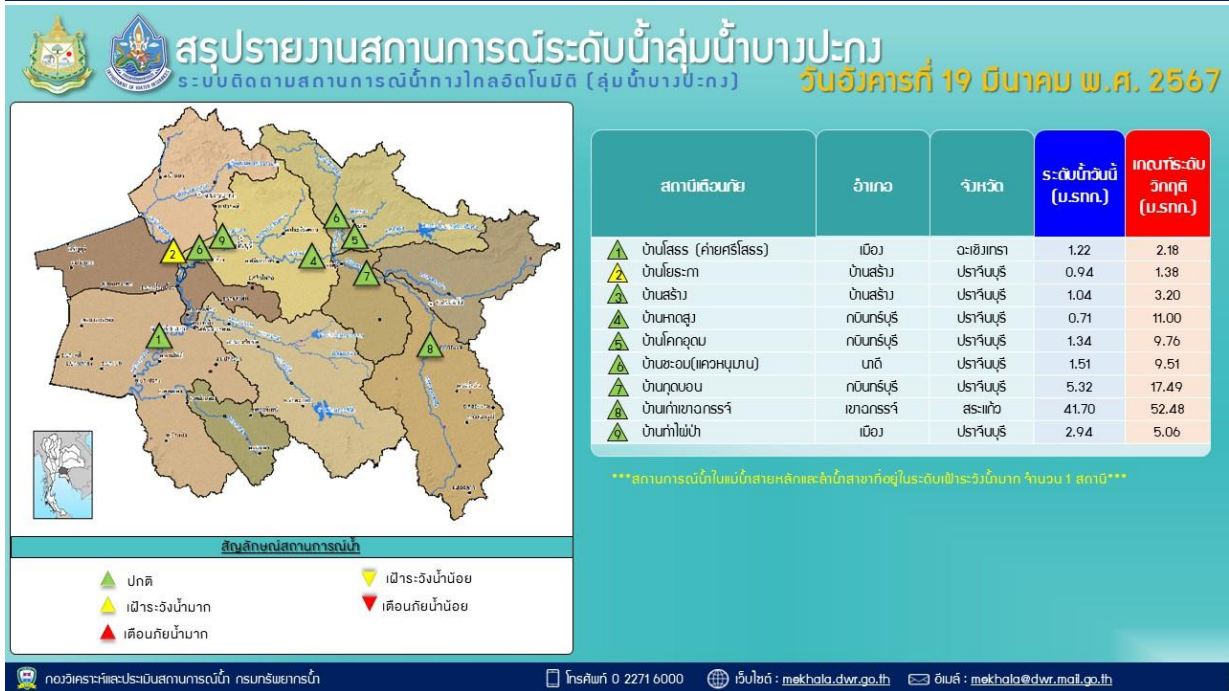 สรุปรายงานสถานการณ์ระดับน้ำลุ่มน้ำบางปะกง
ระบบติดตามสถานการณ์น้ำทางไกลอัตโนมัติ (ลุ่มน้ำบางปะกง)
วันอังคารที่ 19 มีนาคม พ.ศ. 2567
สถานีเตือนภัย อำเภอ จังหวัด ระดับน้ำวันนี้ (ม.รทก.) เกณฑ์ระดับวิกฤติ (ม.รทก.)
1 บ้านโสธร (ค่ายศรีโสธร) เมือง ฉะเชิงเทรา 1.22 2.18
2 บ้านโยธะกา บ้านสร้าง ปราจีนบุรี 0.94 1.38
3 บ้านสร้าง บ้านสร้าง ปราจีนบุรี 1.04 3.20
4 บ้านหาดสูง กบินทร์บุรี ปราจีนบุรี 0.71 11.00
5 บ้านโคกอุดม กบินทร์บุรี ปราจีนบุรี 1.34 9.76
6 บ้านชะอม(แควหนุมาน) นาดี ปราจีนบุรี 1.51 9.51
7 บ้านกุดบอน กบินทร์บุรี ปราจีนบุรี 5.32 17.49
8 บ้านเก่าเขาฉกรรจ์ เขาฉกรรจ์ สระแก้ว 41.70 52.48
9 บ้านท่าไผ่ป่า เมือง ปราจีนบุรี 2.94 5.06
***สถานการณ์น้ำในแม่น้ำสายหลักและลำน้ำสาขาที่อยู่ในระดับเฝ้าระวังน้ำมาก จำนวน 1 สถานี***
6
2 6 9 5
4 7
1 8
สัญลักษณ์สถานการณ์น้ำ
ปกติ เฝ้าระวังน้ำน้อย
เฝ้าระวังน้ำมาก เตือนภัยน้ำน้อย
เตือนภัยน้ำมาก
กองวิเคราะห์และประเมินสถานการณ์น้ำ กรมทรัพยากรน้ำ โทรศัพท์ 0 2271 6000 เว็บไซต์ : mekhala.dwr.go.th อีเมล์ : mekhala@dwr.mail.go.th